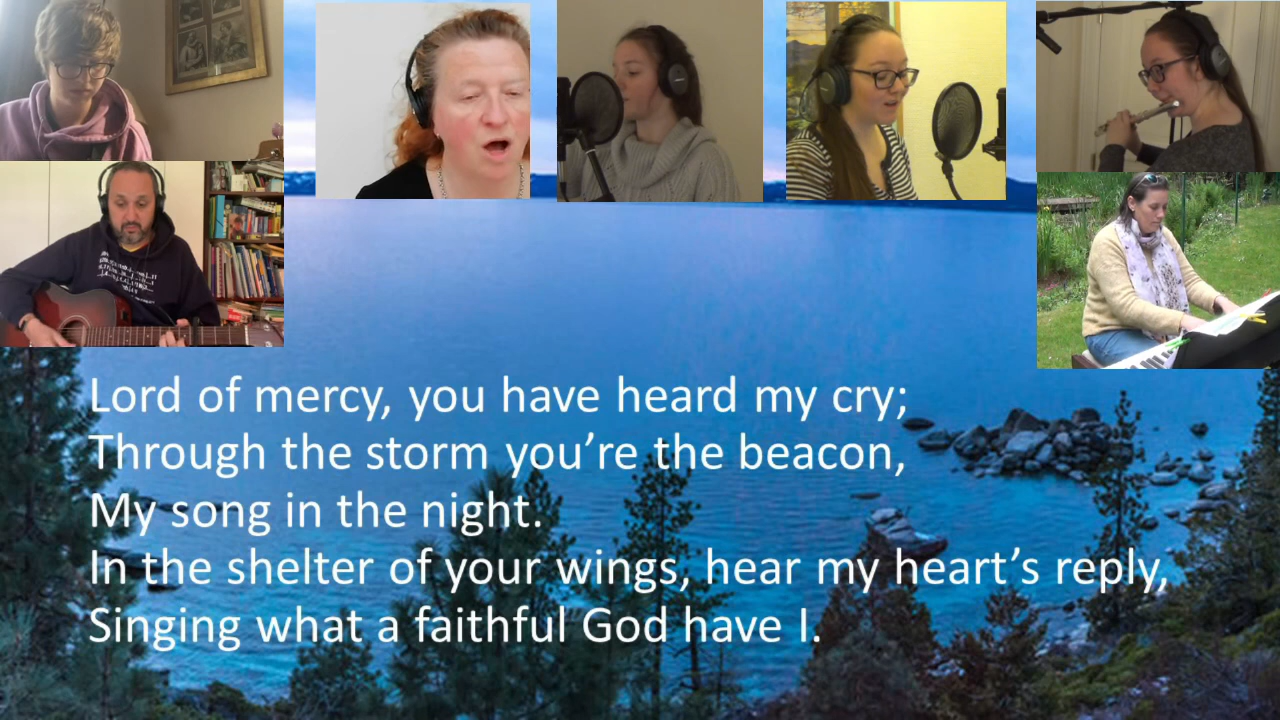 Lord of mercy, you have heard my cry;
Through the storm you’re the beacon,
My song in the night.
In the shelter of your wings, hear my heart’s reply,
Singing what a faithful God have I.